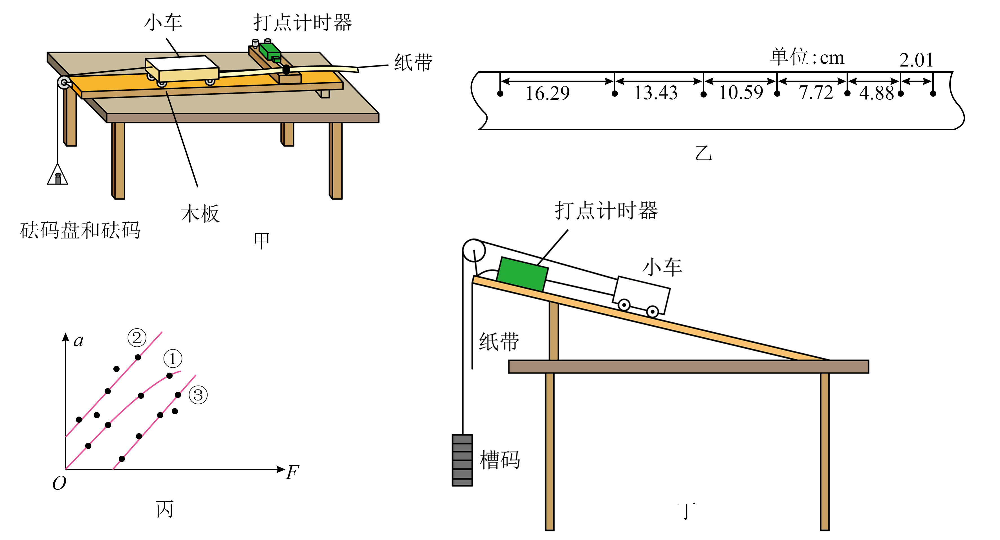 小车
打点计时器
纸带
木板
砝码盘和砝码
甲
单位:cm
2.01
16.29
13.43
10.59
7.72
4.88
乙
a
②
①
③
O
F
丙
打点计时器
小车
纸带
槽码
丁